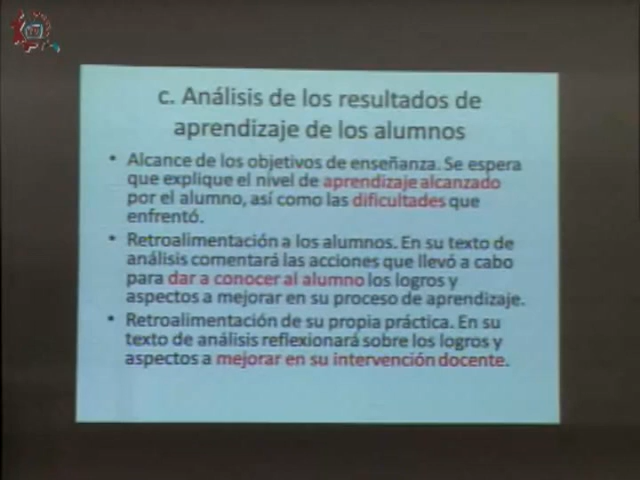 c. Análisis de los resultados de
aprendizaje de los alumnos
• Alcance de los objetivos de enseñanza. Se espera
que explique el nivel de aprendizaje alcanzado
por el alumno, así como las dificultades que
enfrentó.
• Retroalimentación a los alumnos. En su texto de
análisis comentará las acciones que llevó a cabo
para dar a conocer al alumno los logros y
aspectos a mejorar en su proceso de aprendizaje.
• Retroalimentación de su propia práctica. En su
texto de análisis reflexionará sobre los logros y
aspectos a mejorar en su intervención docente.